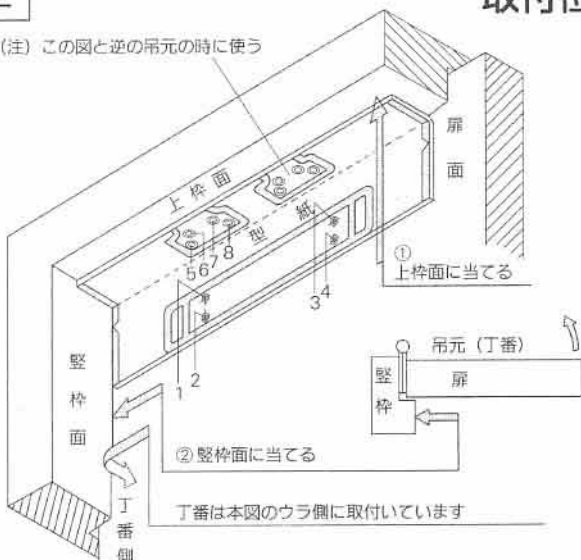 取付位
(注) この図と逆の吊元の時に使う
上枠面
扉面
型紙
5 6 7 8
3 4
1 2
① 上枠面に当てる
吊元 (丁番)
竪枠
扉
竪枠面
② 竪枠面に当てる
丁番は本図のウラ側に取付いています
丁番側